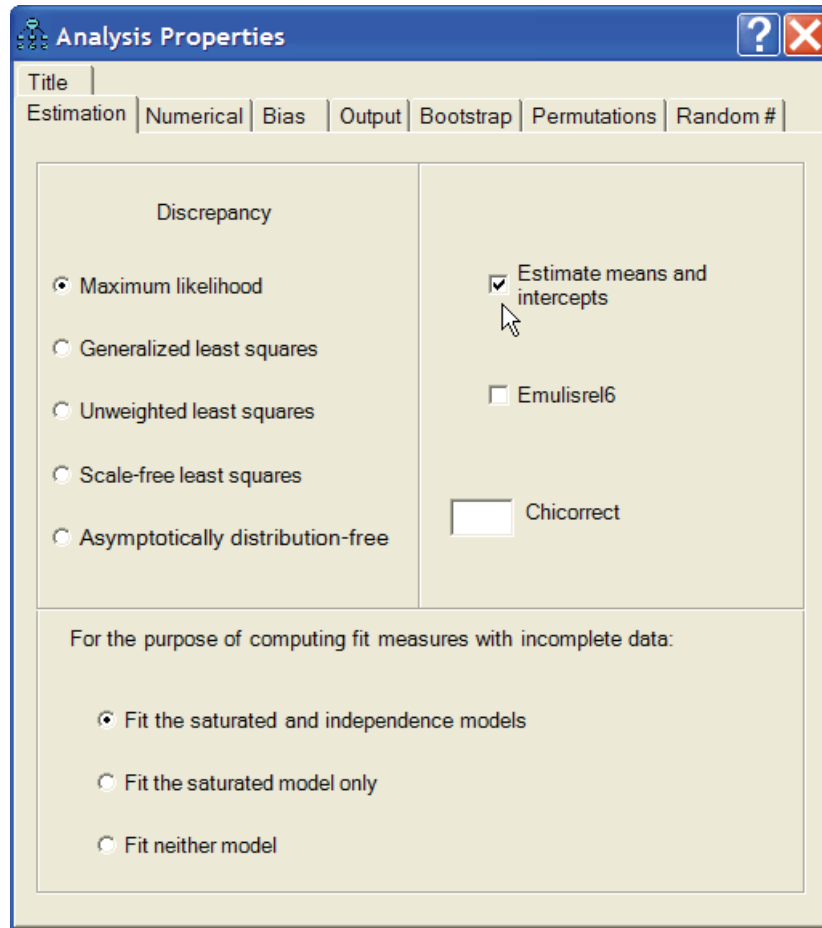 Analysis Properties
Title
Estimation Numerical Bias Output Bootstrap Permutations Random #
Discrepancy
Maximum likelihood
Generalized least squares
Unweighted least squares
Scale-free least squares
Asymptotically distribution-free
Estimate means and
intercepts
Emulisrel6
Chicorrect
For the purpose of computing fit measures with incomplete data:
Fit the saturated and independence models
Fit the saturated model only
Fit neither model